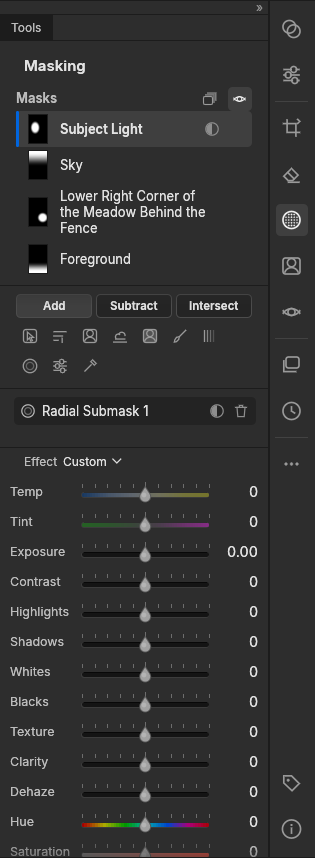 »
Tools
Masking
Masks
Subject Light
Sky
Lower Right Corner of
the Meadow Behind the
Fence
Foreground
Add Subtract Intersect
Radial Submask 1
Effect Custom
Temp 0
Tint 0
Exposure 0.00
Contrast 0
Highlights 0
Shadows 0
Whites 0
Blacks 0
Texture 0
Clarity 0
Dehaze 0
Hue 0
Saturation 0